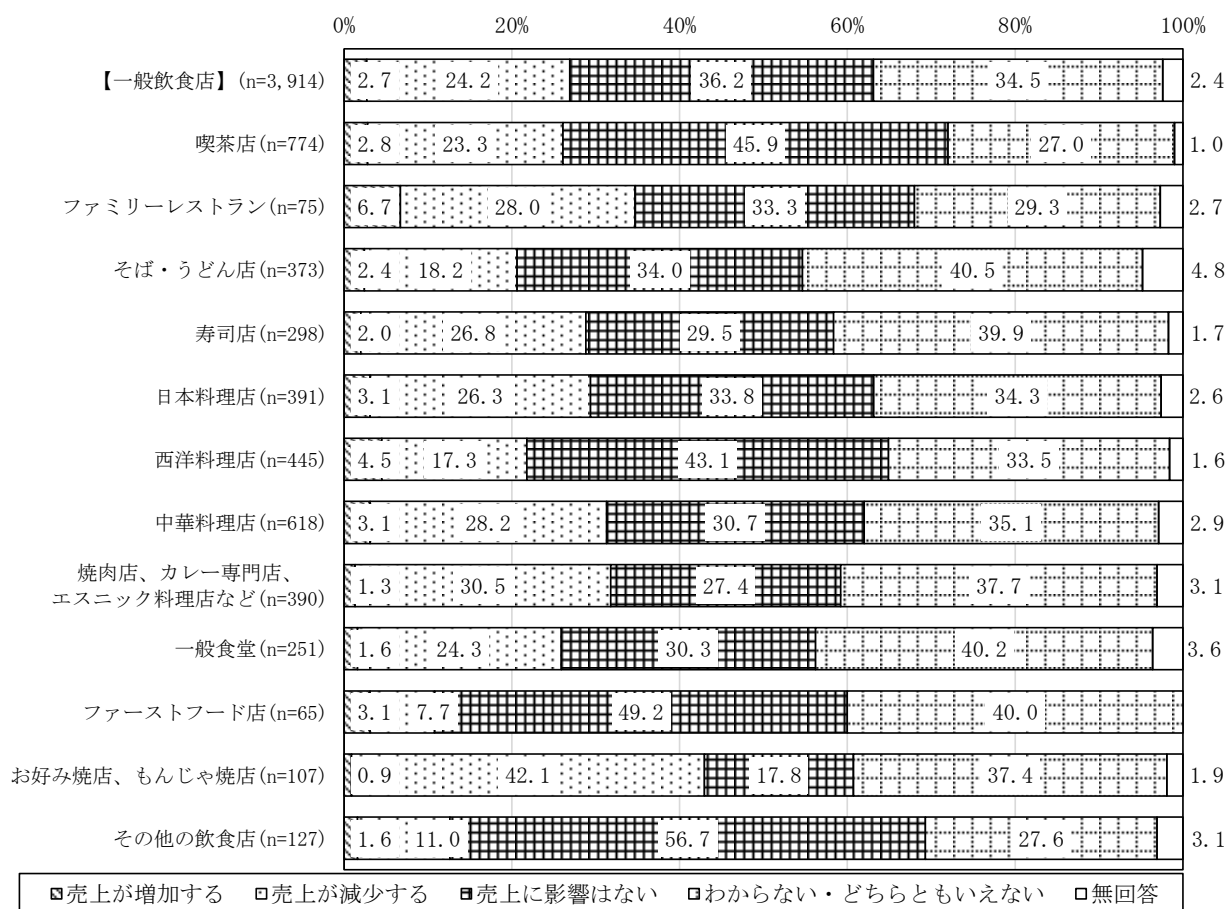 0% 20% 40% 60% 80% 100%
【一般飲食店】(n=3,914) 2.7 24.2 36.2 34.5 2.4
喫茶店(n=774) 2.8 23.3 45.9 27.0 1.0
ファミリーレストラン(n=75) 6.7 28.0 33.3 29.3 2.7
そば・うどん店(n=373) 2.4 18.2 34.0 40.5 4.8
寿司店(n=298) 2.0 26.8 29.5 39.9 1.7
日本料理店(n=391) 3.1 26.3 33.8 34.3 2.6
西洋料理店(n=445) 4.5 17.3 43.1 33.5 1.6
中華料理店(n=618) 3.1 28.2 30.7 35.1 2.9
焼肉店、カレー専門店、
エスニック料理店など(n=390) 1.3 30.5 27.4 37.7 3.1
一般食堂(n=251) 1.6 24.3 30.3 40.2 3.6
ファーストフード店(n=65) 3.1 7.7 49.2 40.0
お好み焼店、もんじゃ焼店(n=107) 0.9 42.1 17.8 37.4 1.9
その他の飲食店(n=127) 1.6 11.0 56.7 27.6 3.1
売上が増加する 売上が減少する 売上に影響はない わからない・どちらともいえない 無回答